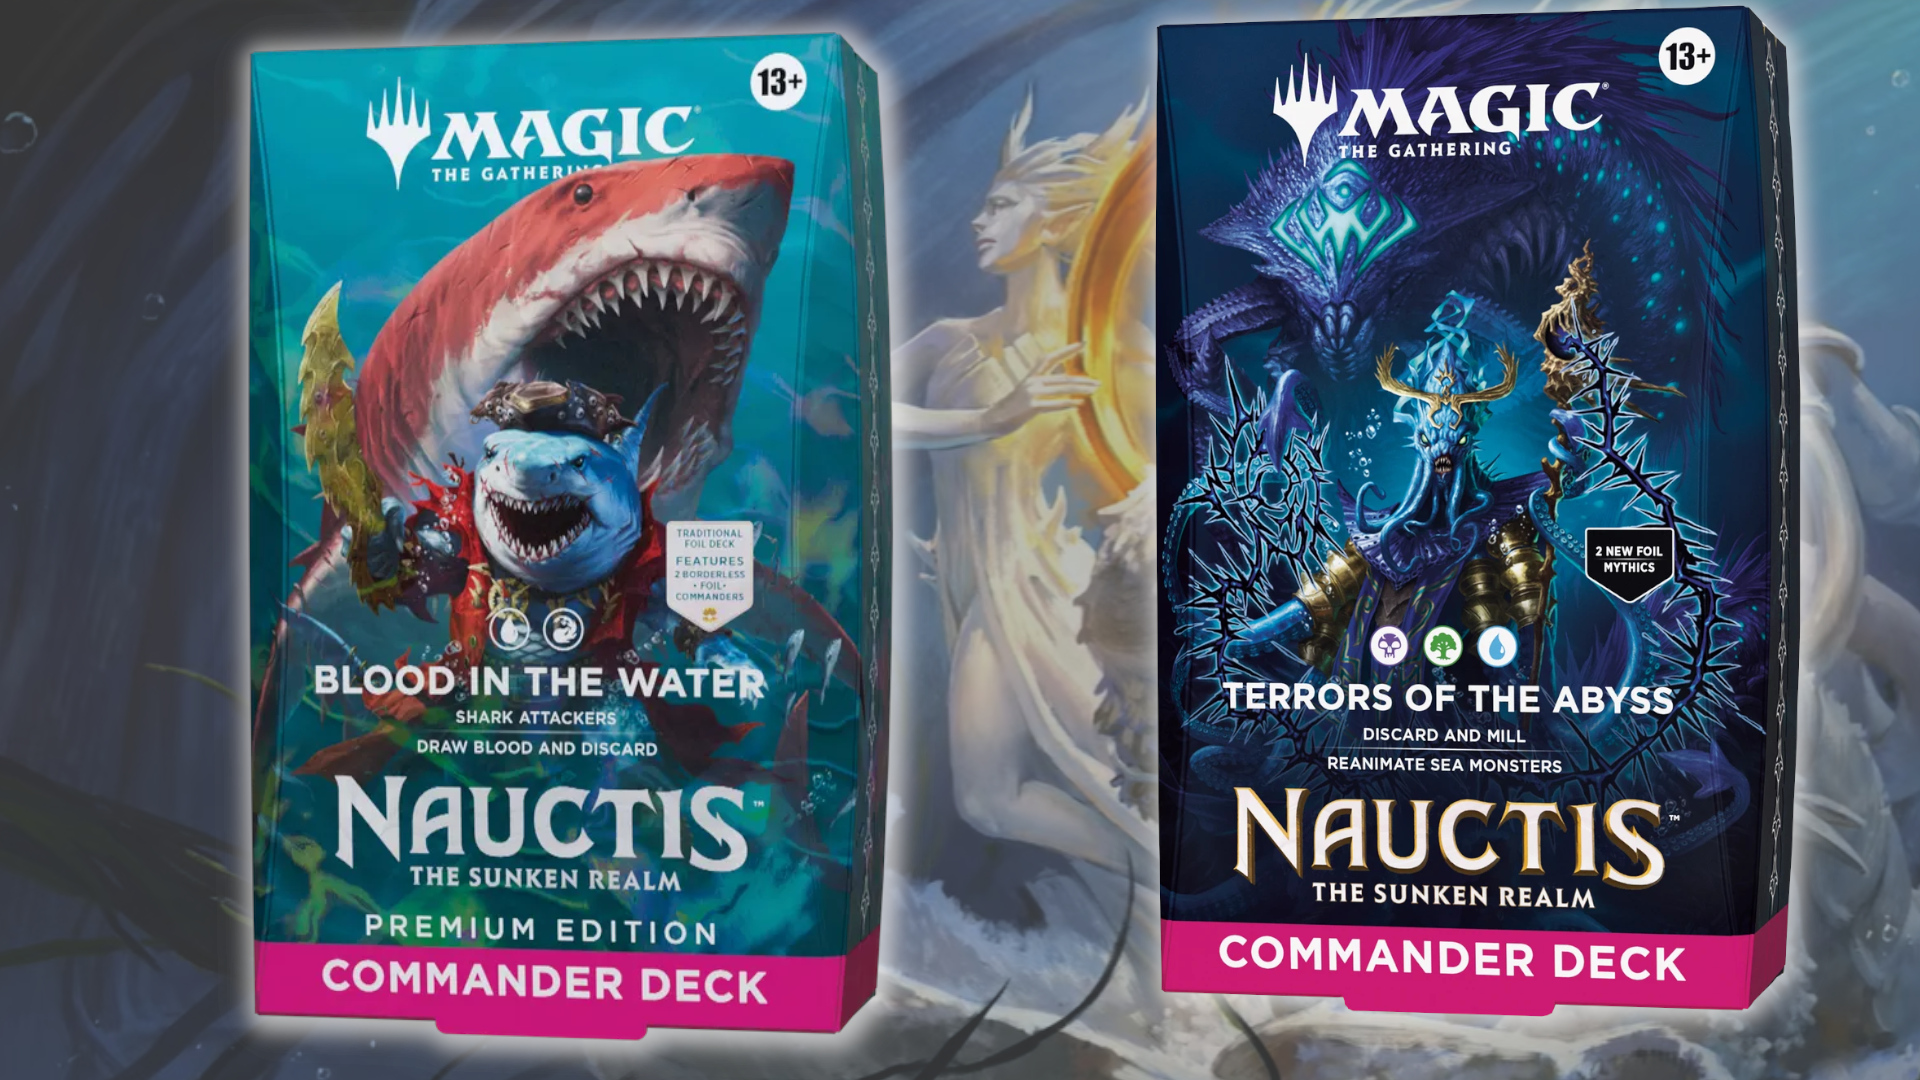 13+
MAGIC
THE GATHERING
TRADITIONAL
FOIL DECK
FEATURES
2 BORDERLESS
• FOIL •
COMMANDERS
BLOOD IN THE WATER
SHARK ATTACKERS
DRAW BLOOD AND DISCARD
NAUCTIS™
THE SUNKEN REALM
PREMIUM EDITION
COMMANDER DECK
13+
MAGIC®
THE GATHERING
2 NEW FOIL
MYTHICS
TERRORS OF THE ABYSS
DISCARD AND MILL
REANIMATE SEA MONSTERS
NAUCTIS™
THE SUNKEN REALM
COMMANDER DECK